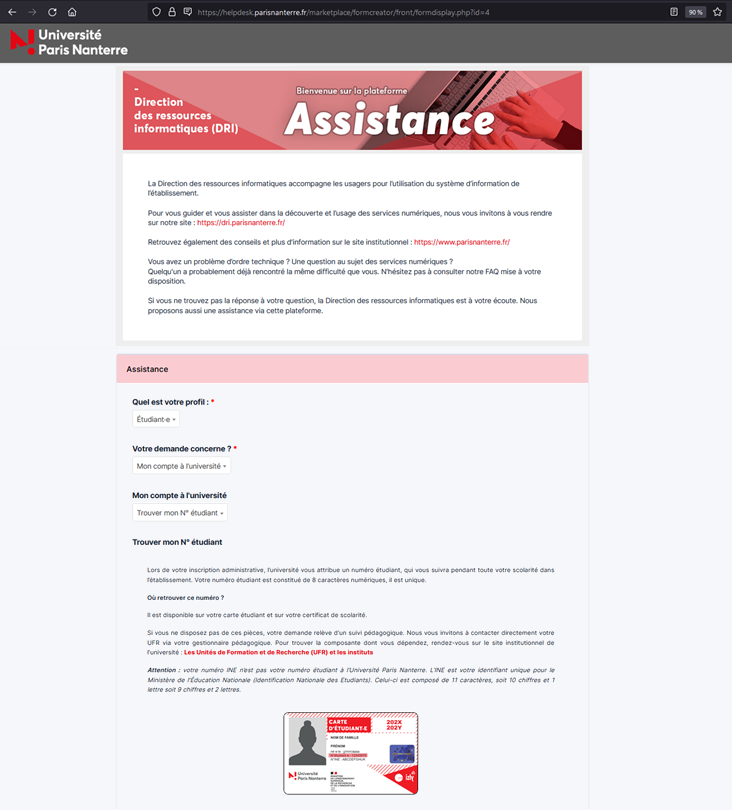 https://helpdesk.parisnanterre.fr/marketplace/formcreator/front/formdisplay.php?id=4
90 %
Université
Paris Nanterre
-
Direction
des ressources
informatiques (DRI)
Bienvenue sur la plateforme
Assistance
La Direction des ressources informatiques accompagne les usagers pour l'utilisation du système d'information de
l'établissement.
Pour vous guider et vous assister dans la découverte et l'usage des services numériques, nous vous invitons à vous rendre
sur notre site : https://dri.parisnanterre.fr/
Retrouvez également des conseils et plus d'information sur le site institutionnel : https://www.parisnanterre.fr/
Vous avez un problème d'ordre technique ? Une question au sujet des services numériques ?
Quelqu'un a probablement déjà rencontré la même difficulté que vous. N'hésitez pas à consulter notre FAQ mise à votre
disposition.
Si vous ne trouvez pas la réponse à votre question, la Direction des ressources informatiques est à votre écoute. Nous
proposons aussi une assistance via cette plateforme.
Assistance
Quel est votre profil : *
Étudiant·e
Votre demande concerne ? *
Mon compte à l'université
Mon compte à l'université
Trouver mon N° étudiant
Trouver mon N° étudiant
Lors de votre inscription administrative, l'université vous attribue un numéro étudiant, qui vous suivra pendant toute votre scolarité dans
l'établissement. Votre numéro étudiant est constitué de 8 caractères numériques, il est unique.
Où retrouver ce numéro ?
Il est disponible sur votre carte étudiant et sur votre certificat de scolarité.
Si vous ne disposez pas de ces pièces, votre demande relève d'un suivi pédagogique. Nous vous invitons à contacter directement votre
UFR via votre gestionnaire pédagogique. Pour trouver la composante dont vous dépendez, rendez-vous sur le site institutionnel de
l'université : Les Unités de Formation et de Recherche (UFR) et les instituts
Attention : votre numéro INE n'est pas votre numéro étudiant à l'Université Paris Nanterre. L'INE est votre identifiant unique pour le
Ministère de l'Éducation Nationale (Identification Nationale des Etudiants). Celui-ci est composé de 11 caractères, soit 10 chiffres et 1
lettre soit 9 chiffres et 2 lettres.
CARTE
D'ÉTUDIANT·E
202X
202Y
NOM DE FAMILLE
PRÉNOM
Université
Paris Nanterre